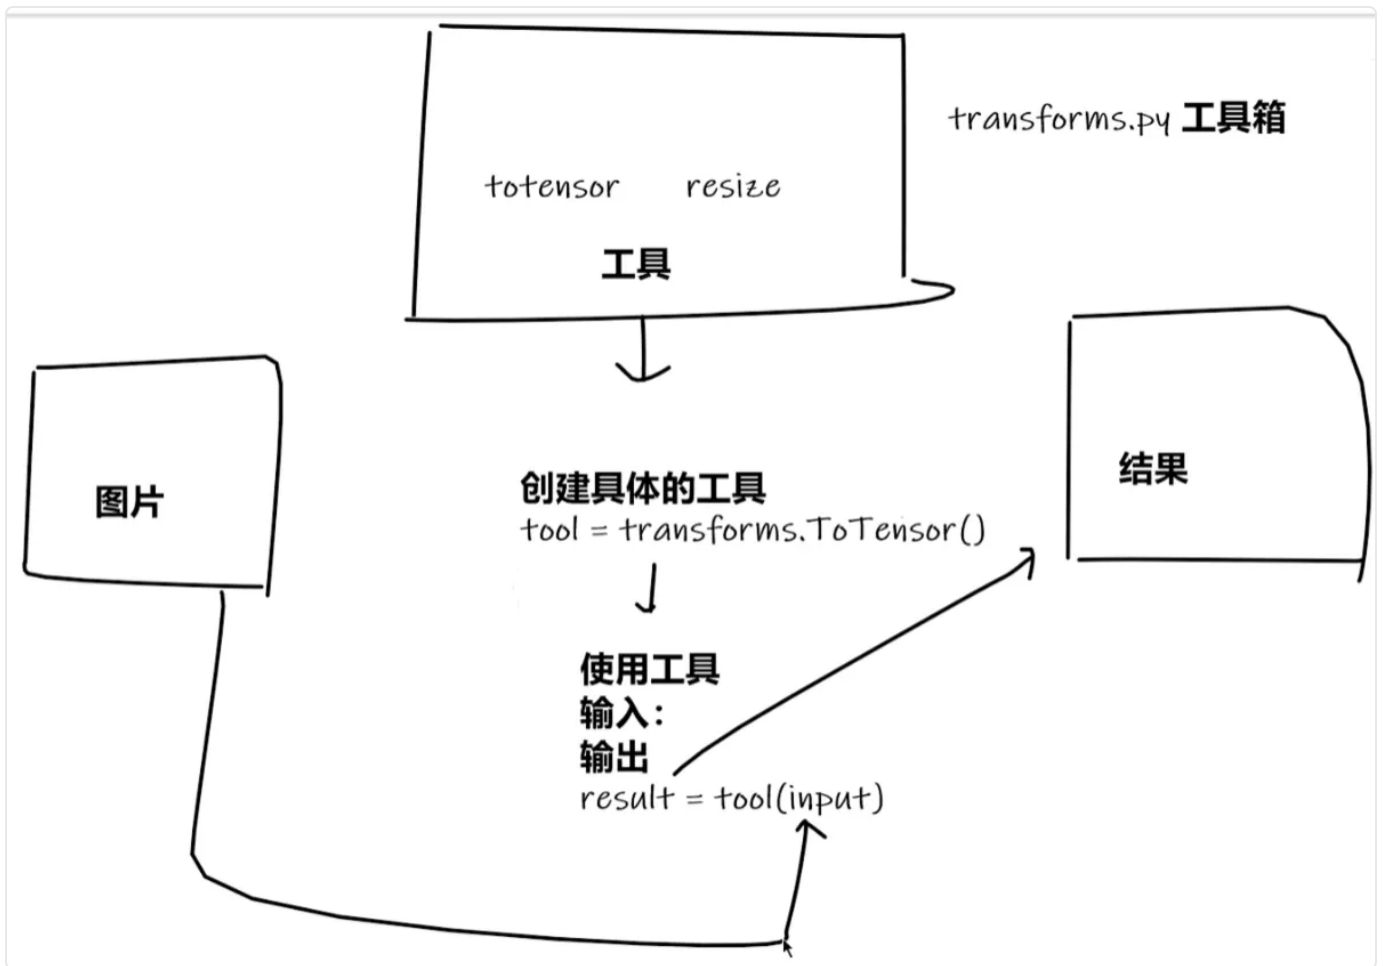 transforms.py 工具箱
totensor resize
工具
图片
创建具体的工具
tool = transforms.ToTensor()
结果
使用工具
输入：
输出
result = tool(input)